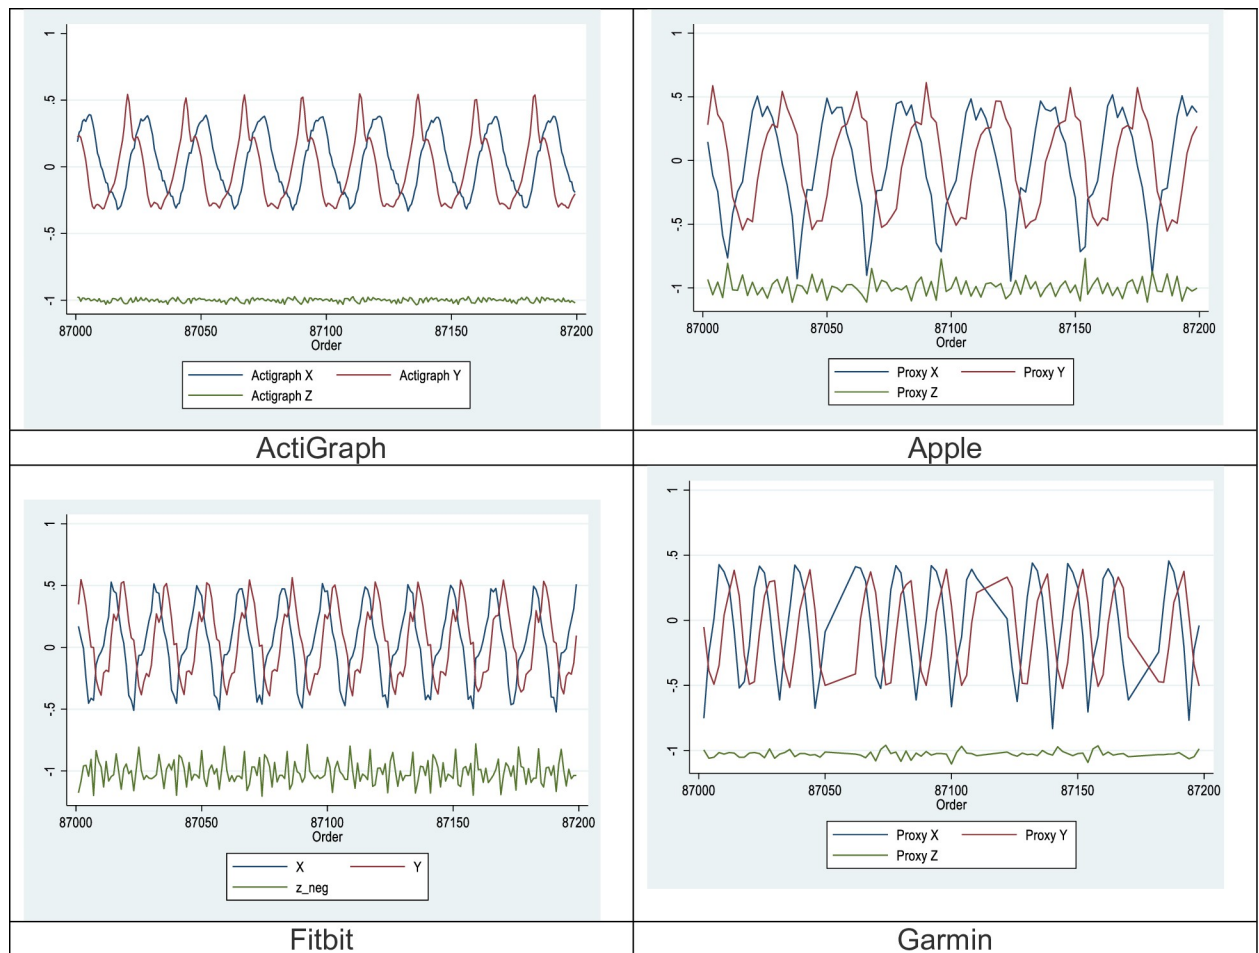 1
.5
0
-.5
-1
87000 87050 87100 87150 87200
Order
Actigraph X Actigraph Y
Actigraph Z
ActiGraph
1
.5
0
-.5
-1
87000 87050 87100 87150 87200
Order
Proxy X Proxy Y
Proxy Z
Apple
1
.5
0
-.5
-1
87000 87050 87100 87150 87200
Order
X Y
z_neg
Fitbit
1
.5
0
-.5
-1
87000 87050 87100 87150 87200
Order
Proxy X Proxy Y
Proxy Z
Garmin